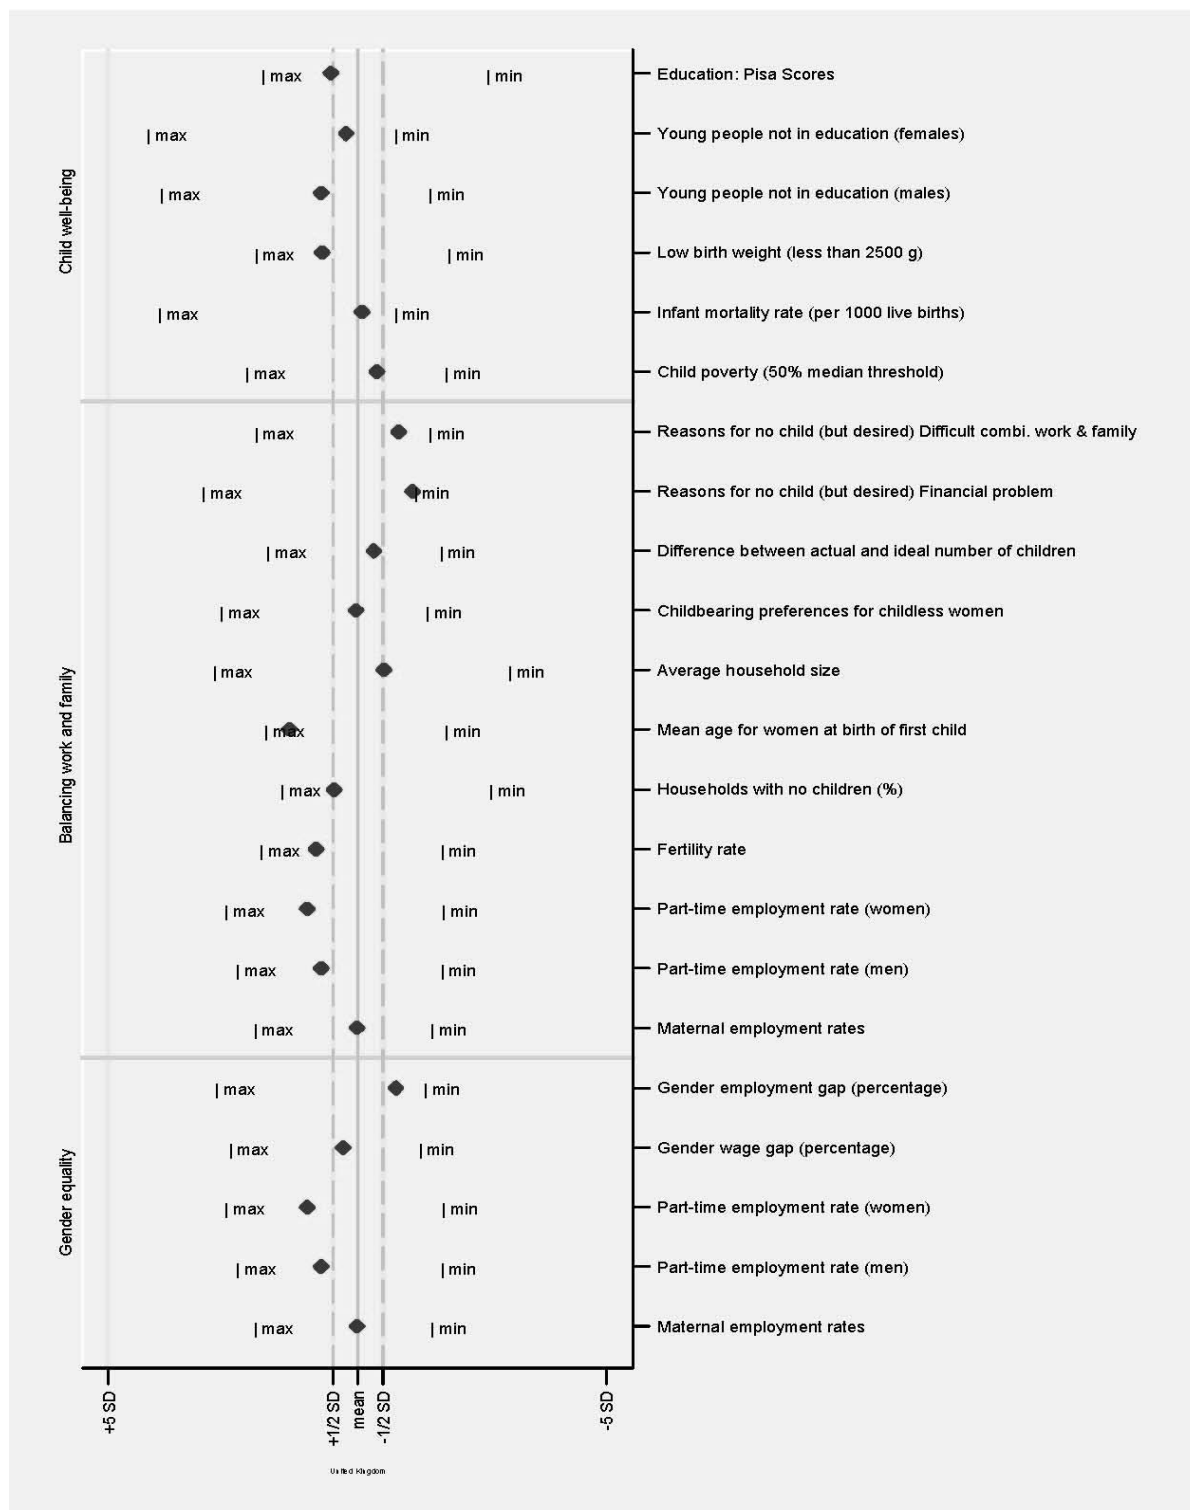 Child well-being
| max | min Education: Pisa Scores
| max | min Young people not in education (females)
| max | min Young people not in education (males)
| max | min Low birth weight (less than 2500 g)
| max | min Infant mortality rate (per 1000 live births)
| max | min Child poverty (50% median threshold)
Balancing work and family
| max | min Reasons for no child (but desired) Difficult combi. work & family
| max | min Reasons for no child (but desired) Financial problem
| max | min Difference between actual and ideal number of children
| max | min Childbearing preferences for childless women
| max | min Average household size
| max | min Mean age for women at birth of first child
| max | min Households with no children (%)
| max | min Fertility rate
| max | min Part-time employment rate (women)
| max | min Part-time employment rate (men)
| max | min Maternal employment rates
Gender equality
| max | min Gender employment gap (percentage)
| max | min Gender wage gap (percentage)
| max | min Part-time employment rate (women)
| max | min Part-time employment rate (men)
| max | min Maternal employment rates
+5 SD +1/2 SD mean -1/2 SD -5 SD
United Kingdom